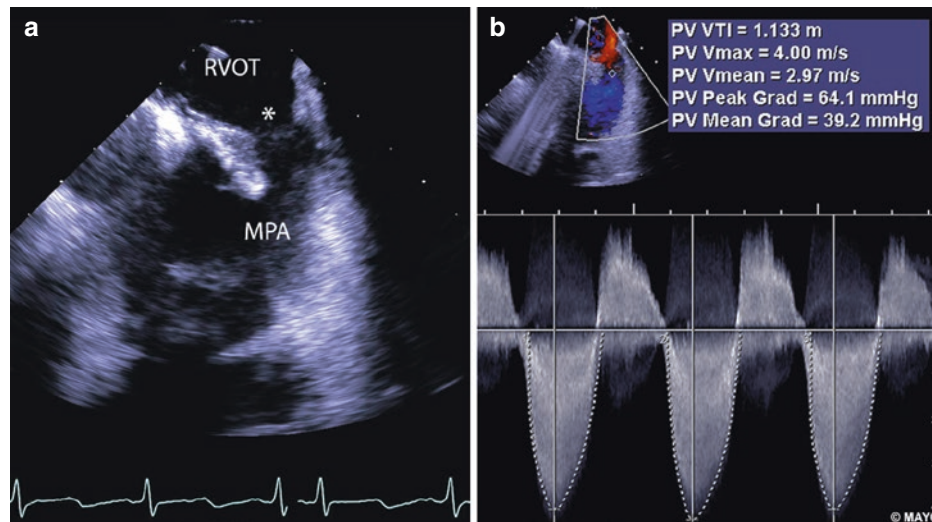 a
RVOT
*
MPA
b
PV VTI = 1.133 m
PV Vmax = 4.00 m/s
PV Vmean = 2.97 m/s
PV Peak Grad = 64.1 mmHg
PV Mean Grad = 39.2 mmHg
© MAYO